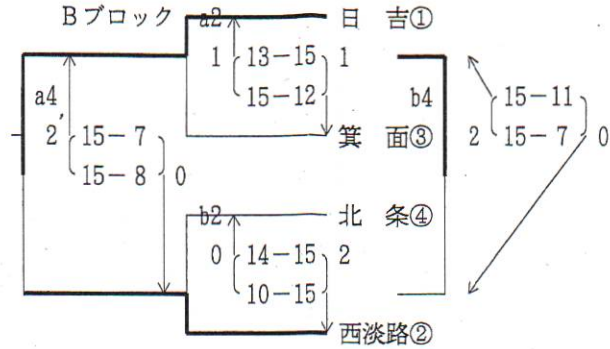 Bブロック a2 日 吉①
1 13－15 1
15－12
a4 b4 15－11
2 15－7 2 15－7 0
箕 面③
15－8 0
b2 北 条④
0 14－15 2
10－15
西淡路②